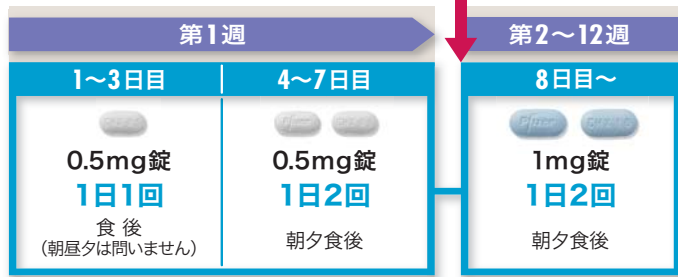 第1週
第2～12週
1～3日目
4～7日目
8日目～
Pfizer
0.5mg錠
0.5mg錠
1mg錠
1日1回
1日2回
1日2回
食 後
(朝昼夕は問いません)
朝夕食後
朝夕食後